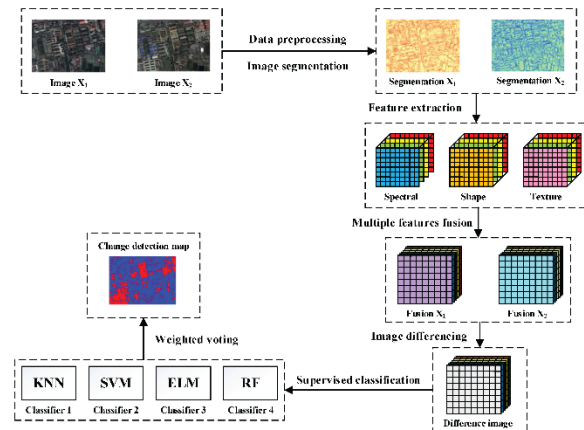 Data preprocessing
Image segmentation
Image X1
Image X2
Segmentation X1
Segmentation X2
Feature extraction
Spectral
Shape
Texture
Multiple features fusion
Fusion X1
Fusion X2
Image differencing
Difference image
Supervised classification
KNN
SVM
ELM
RF
Classifier 1
Classifier 2
Classifier 3
Classifier 4
Weighted voting
Change detection map